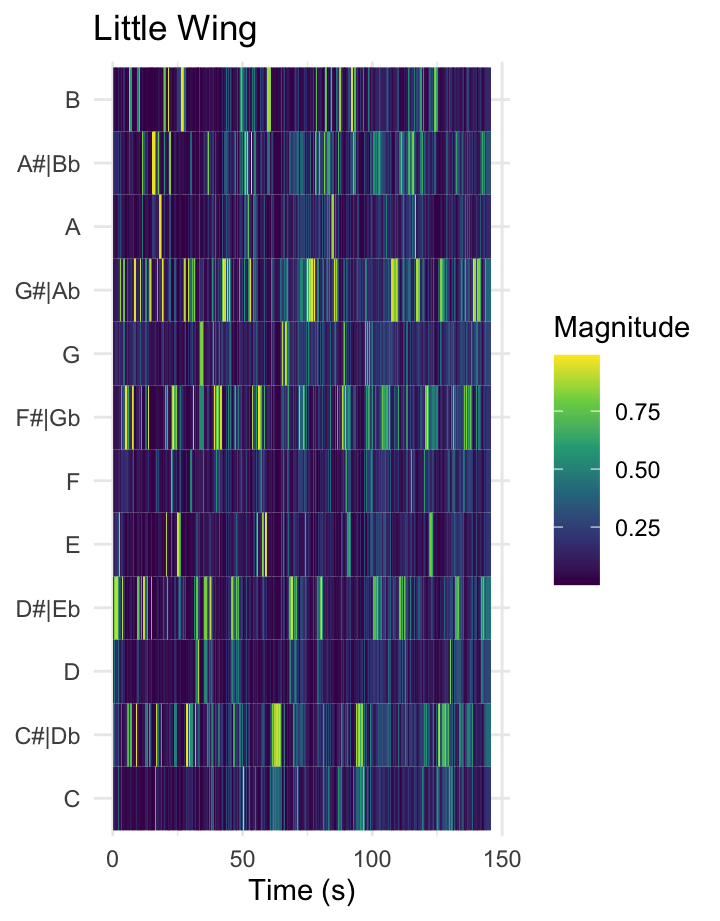 Little Wing
B
A#|Bb
A
G#|Ab
G
F#|Gb
F
E
D#|Eb
D
C#|Db
C
0 50 100 150
Time (s)
Magnitude
0.75
0.50
0.25